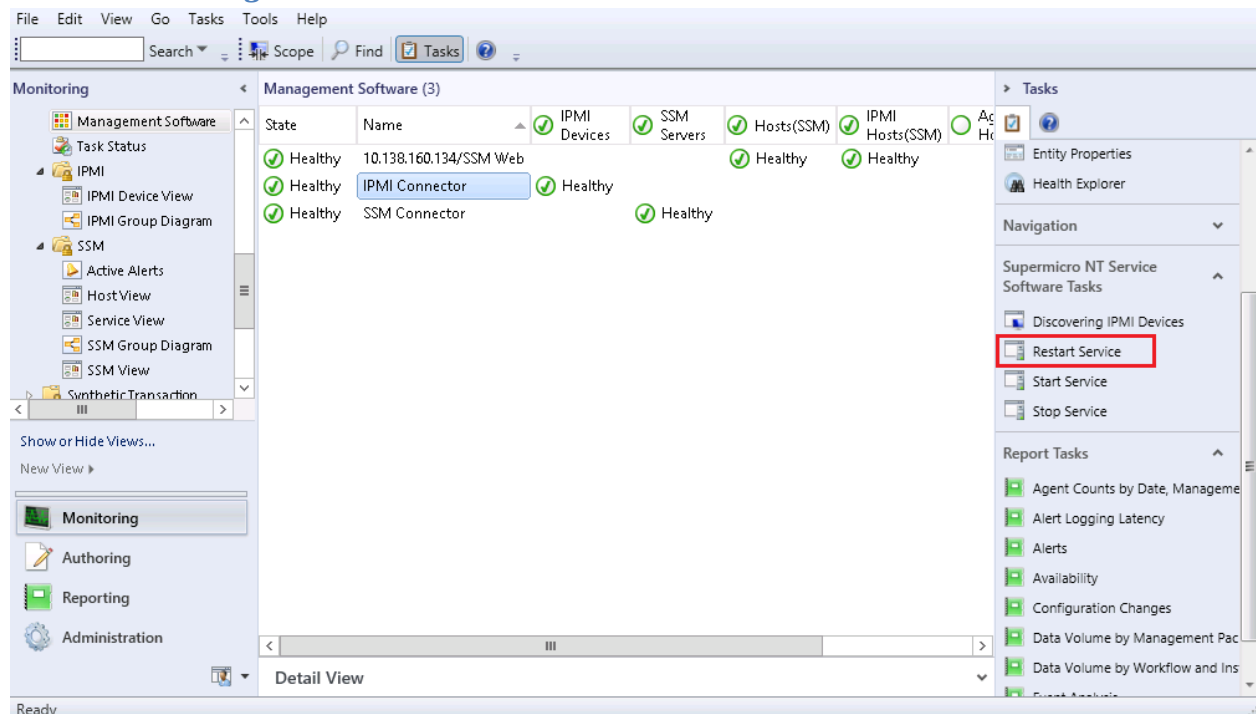 File Edit View Go Tasks Tools Help
Search Scope Find Tasks
Monitoring
Management Software
Task Status
IPMI
IPMI Device View
IPMI Group Diagram
SSM
Active Alerts
Host View
Service View
SSM Group Diagram
SSM View
Synthetic Transaction
Show or Hide Views...
New View
Monitoring
Authoring
Reporting
Administration
Management Software (3)
State Name IPMI Devices SSM Servers Hosts(SSM) IPMI Hosts(SSM)
Healthy 10.138.160.134/SSM Web Healthy Healthy
Healthy IPMI Connector Healthy
Healthy SSM Connector Healthy
Detail View
Tasks
Entity Properties
Health Explorer
Navigation
Supermicro NT Service
Software Tasks
Discovering IPMI Devices
Restart Service
Start Service
Stop Service
Report Tasks
Agent Counts by Date, Manageme
Alert Logging Latency
Alerts
Availability
Configuration Changes
Data Volume by Management Pac
Data Volume by Workflow and Ins
Ready